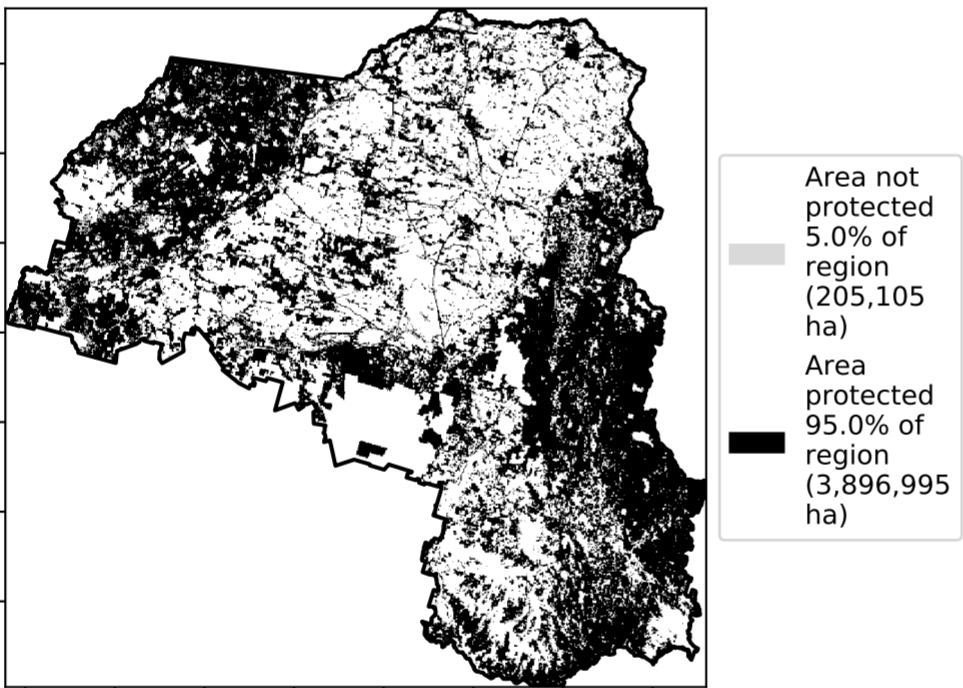 Area not
protected
5.0% of
region
(205,105
ha)
Area
protected
95.0% of
region
(3,896,995
ha)